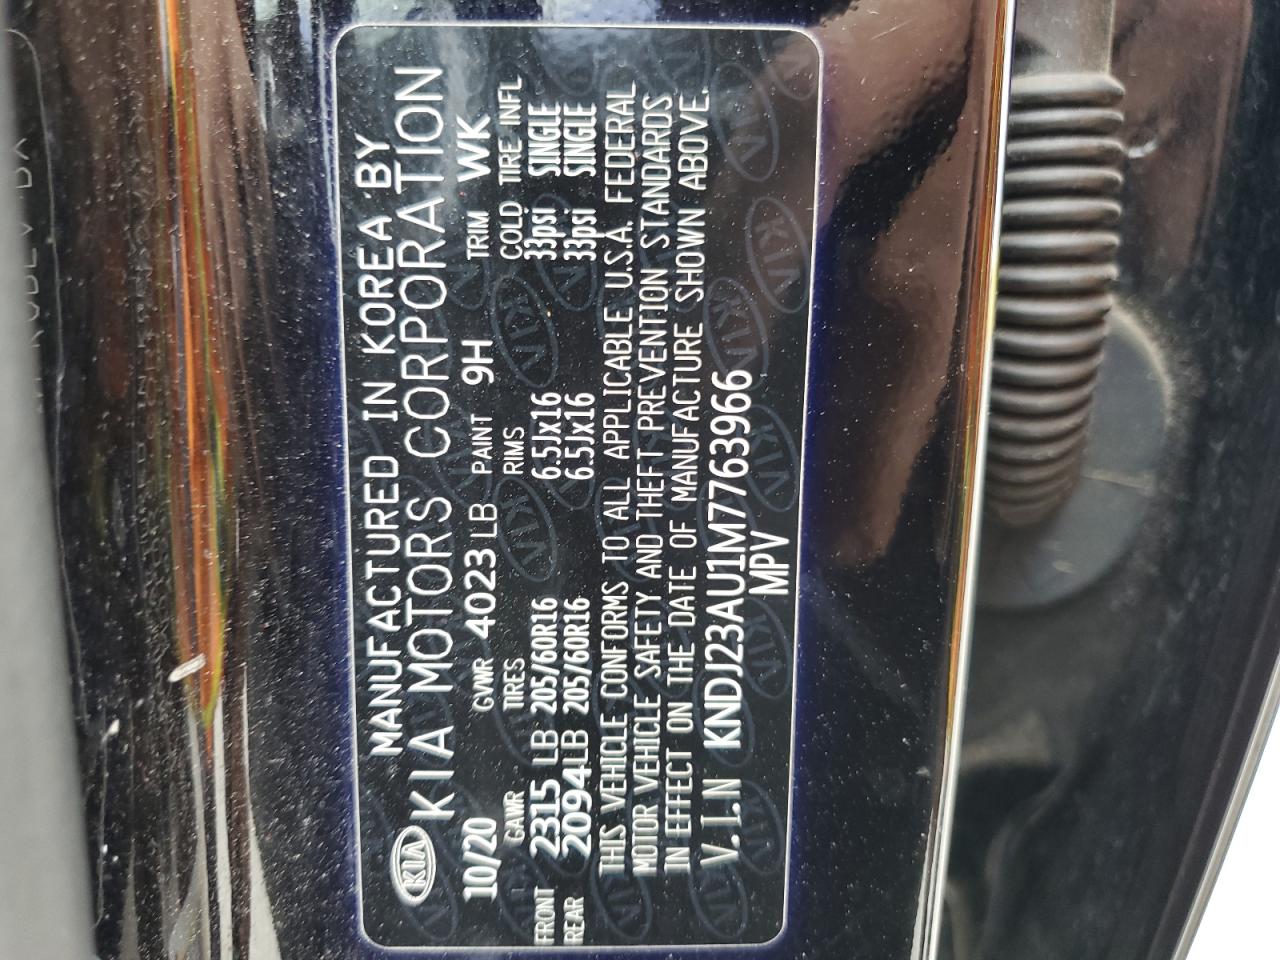 MANUFACTURED IN KOREA BY
KIA KIA MOTORS CORPORATION
10/20 GVWR 4023 LB PAINT 9H TRIM WK
GAWR TIRES RIMS COLD TIRE INFL
FRONT 2315 LB 205/60R16 6.5Jx16 33psi SINGLE
REAR 2094LB 205/60R16 6.5Jx16 33psi SINGLE
THIS VEHICLE CONFORMS TO ALL APPLICABLE U.S.A. FEDERAL
MOTOR VEHICLE SAFETY AND THEFT PREVENTION STANDARDS
IN EFFECT ON THE DATE OF MANUFACTURE SHOWN ABOVE.
V.I.N KNDJ23AU1M7763966
MPV